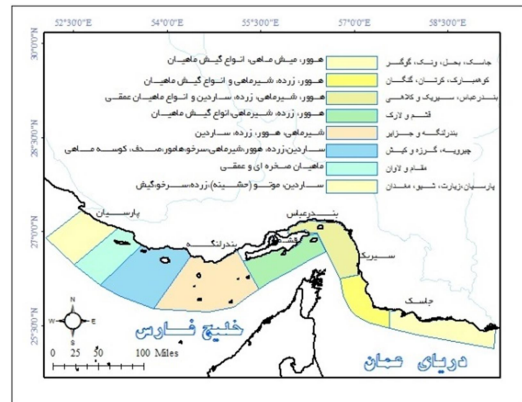 52°30'0"E 54°0'0"E 55°30'0"E 57°0'0"E 58°30'0"E
30°0'0"N
28°30'0"N
27°0'0"N
25°30'0"N
جاسک، بحل، ونک، گوگسر
هوور، میش ماهی، انواع گیش ماهیان
کوهمبارک، کرتان، گنگان
هوور، زرده، شیرماهی و انواع گیش ماهیان
بندرعباس، سیریک و کلاهی
هوور، شیرماهی، زرده، ساردین و انواع ماهیان عمقی
قشم و لارک
هوور، زرده، شیرماهی انواع گیش ماهیان
بندرلنگه و جزایر
شیرماهی، هوور، زرده، ساردین
چیرویه، گرزه و کیش
ساردین،زرده، هوور،شیرماهی،سرخو،هامور،صدف، کوسه ماهی
مقام و لاوان
ماهیان صخره ای و عمقی
پارسیان،زیارت، شیو، مغدان
ساردین، موتو (حشینه)،زرده،سرخو،گیش
پارسیان
بندرلنگه
بندرعباس
قشم
سیریک
جاسک
خلیج فارس
دریای عمان
N
W E
S
0 25 50 100 Miles